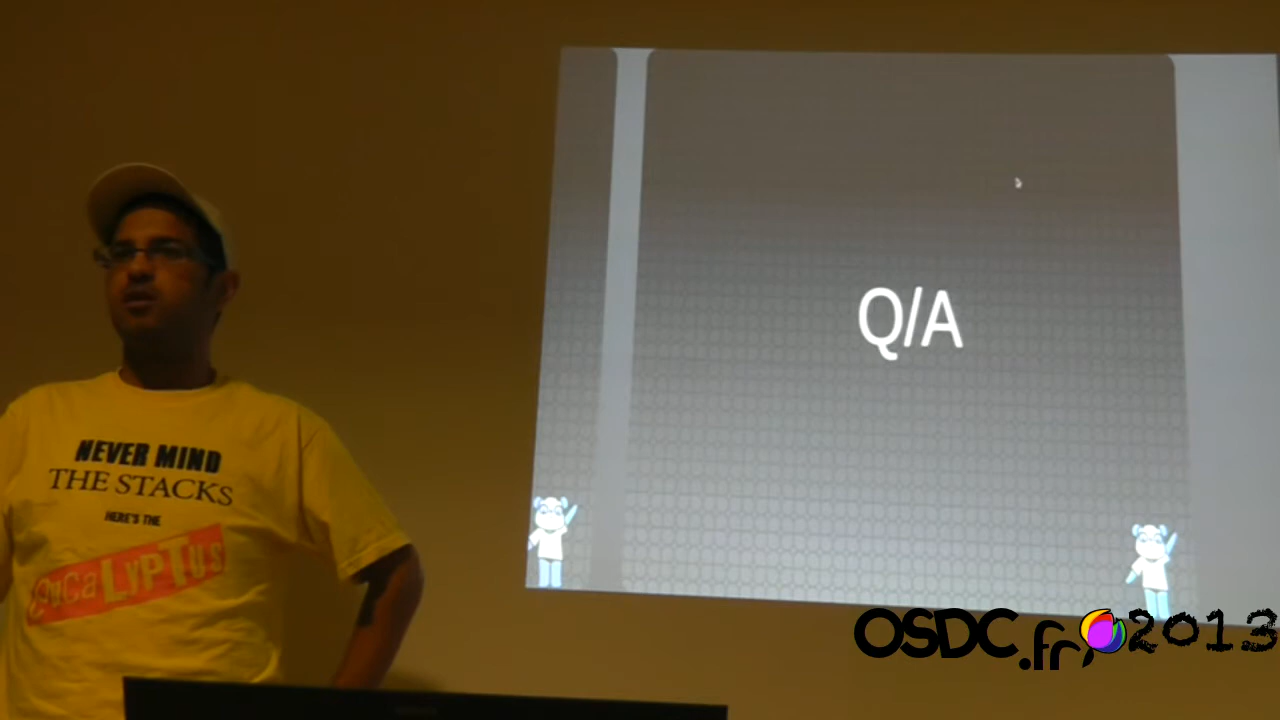 Q/A
NEVER MIND
THE STACKS
HERE'S THE
euCaLYPTUS
OSDC.fr 2013